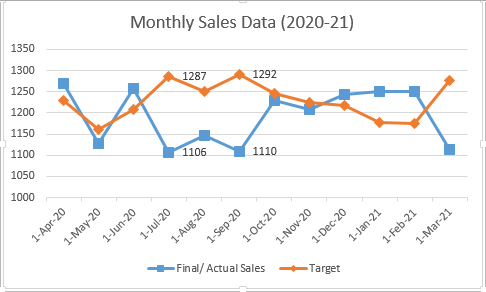 Monthly Sales Data (2020-21)
1350
1300
1250
1200
1150
1100
1050
1000
1287
1292
1106
1110
1-Apr-20
1-May-20
1-Jun-20
1-Jul-20
1-Aug-20
1-Sep-20
1-Oct-20
1-Nov-20
1-Dec-20
1-Jan-21
1-Feb-21
1-Mar-21
Final/ Actual Sales
Target